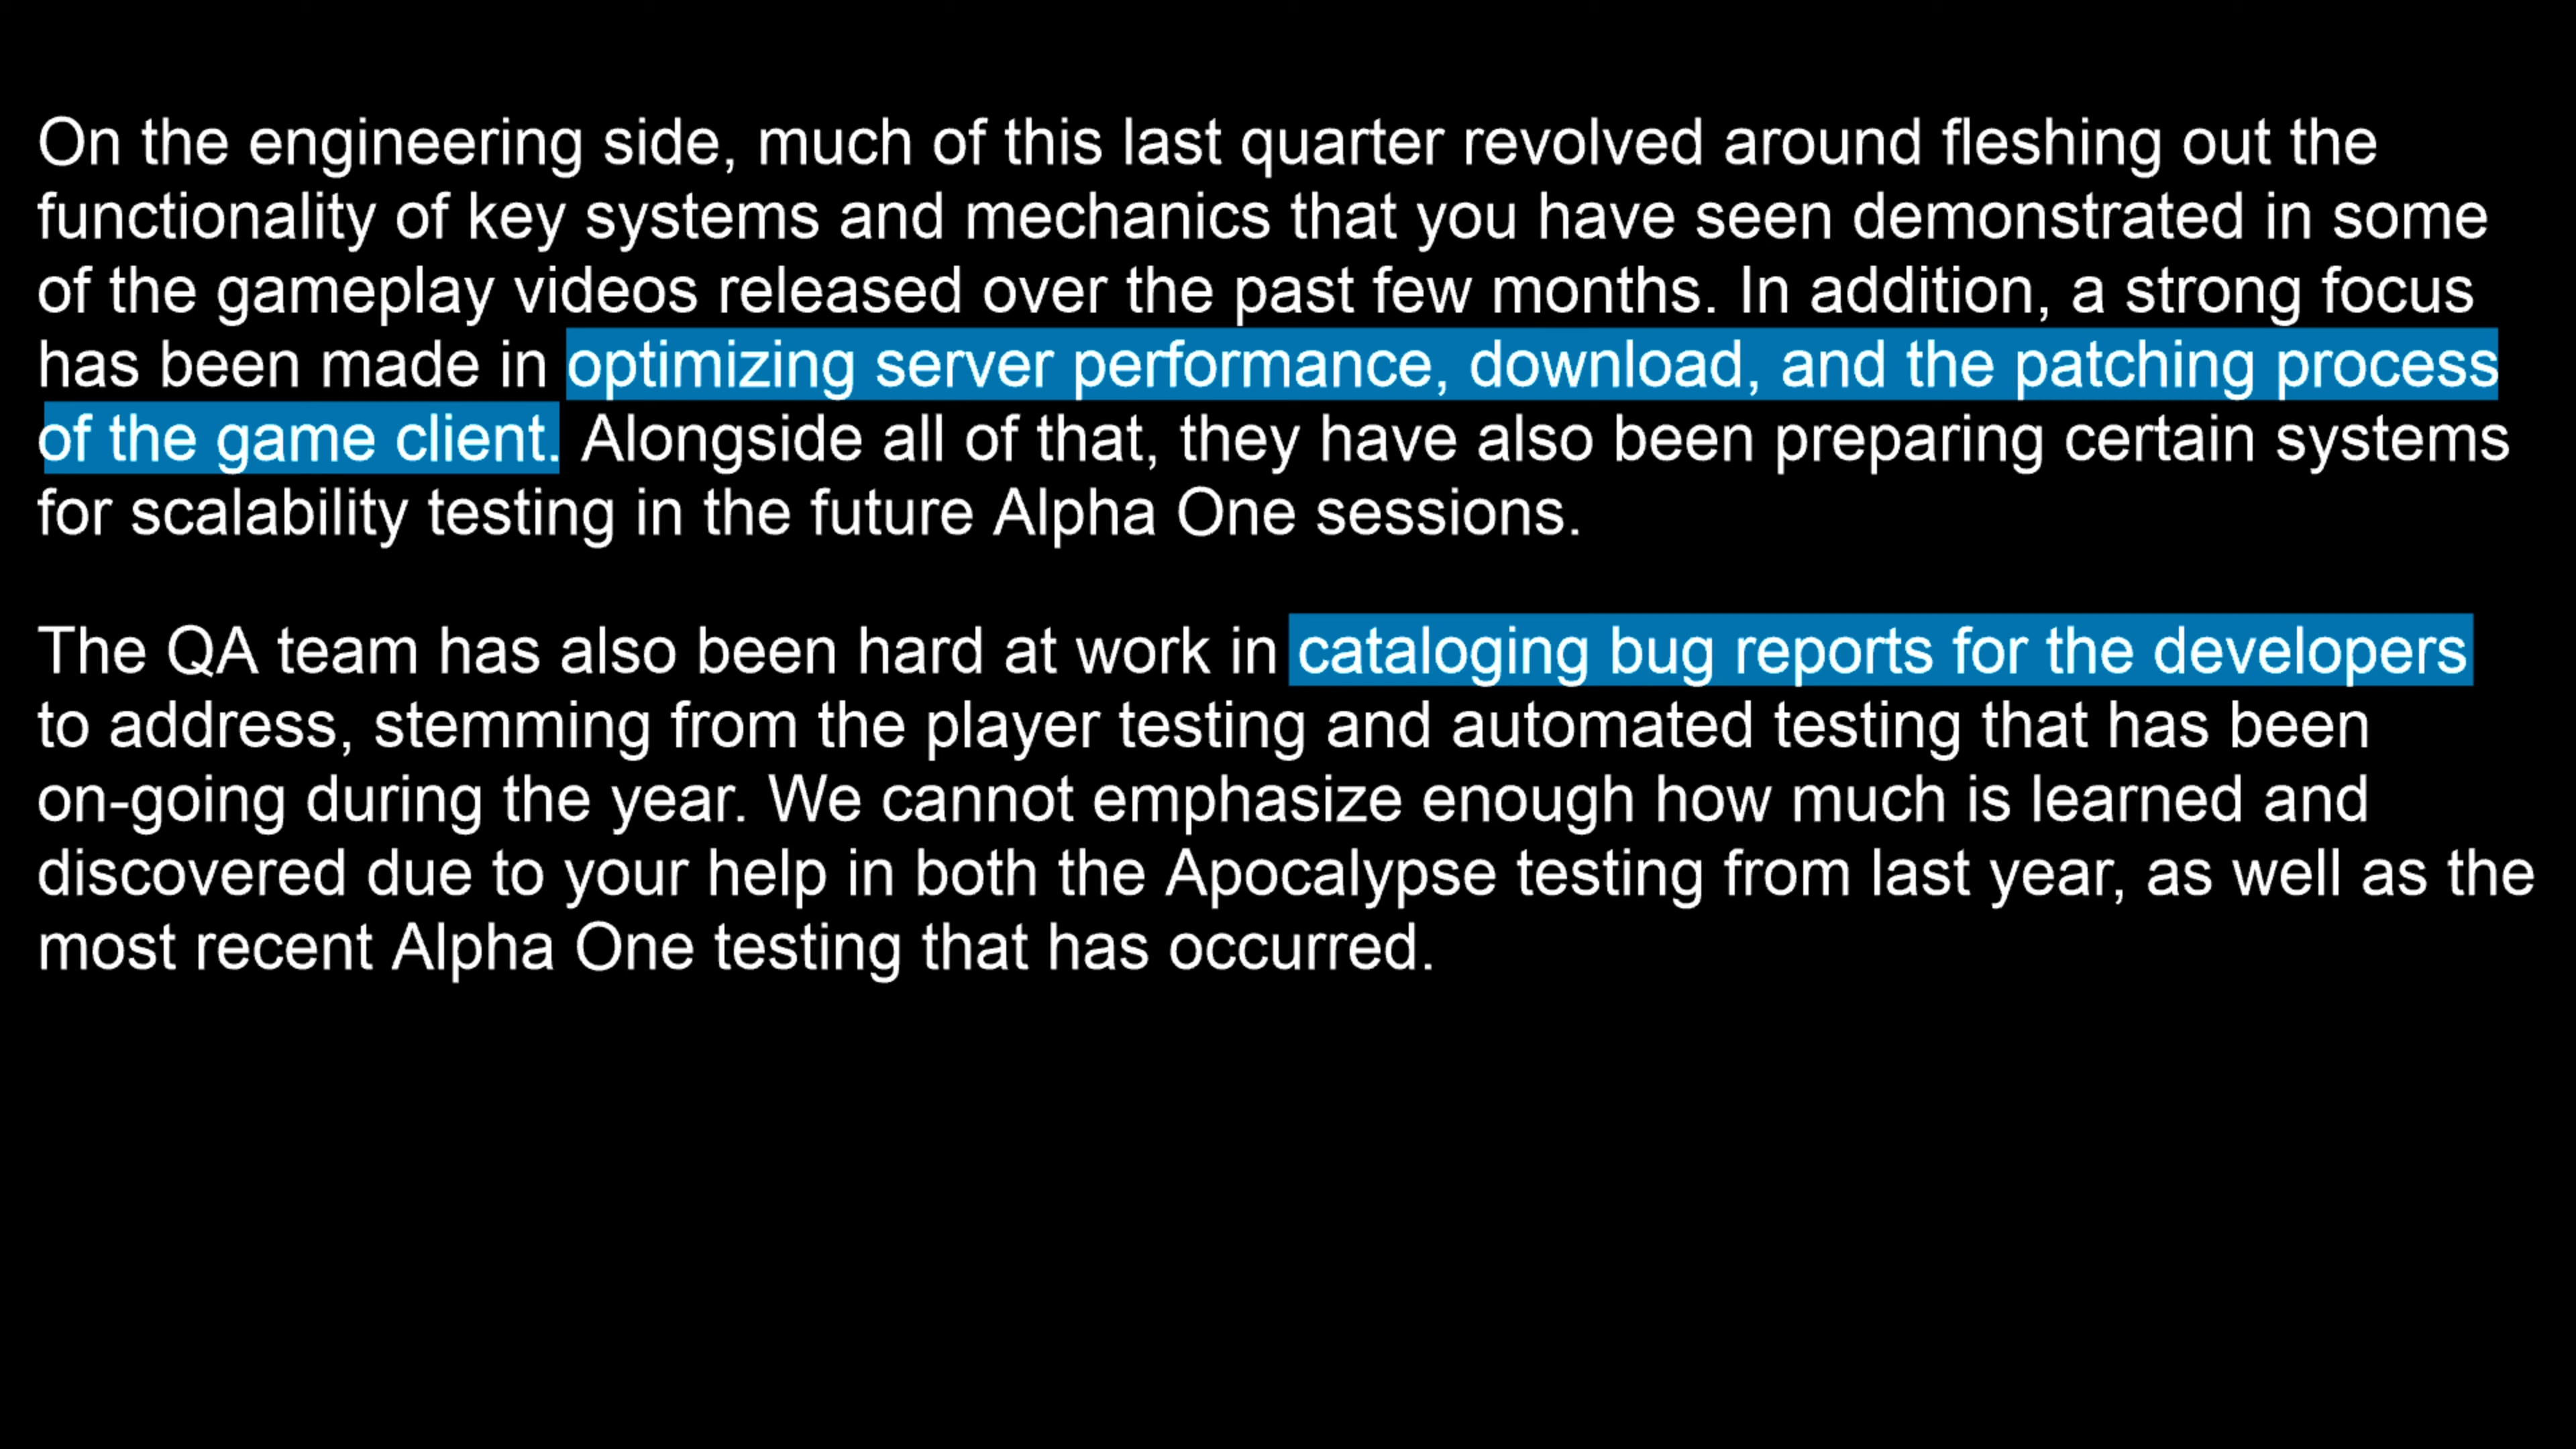 On the engineering side, much of this last quarter revolved around fleshing out the
functionality of key systems and mechanics that you have seen demonstrated in some
of the gameplay videos released over the past few months. In addition, a strong focus
has been made in optimizing server performance, download, and the patching process
of the game client. Alongside all of that, they have also been preparing certain systems
for scalability testing in the future Alpha One sessions.
The QA team has also been hard at work in cataloging bug reports for the developers
to address, stemming from the player testing and automated testing that has been
on-going during the year. We cannot emphasize enough how much is learned and
discovered due to your help in both the Apocalypse testing from last year, as well as the
most recent Alpha One testing that has occurred.